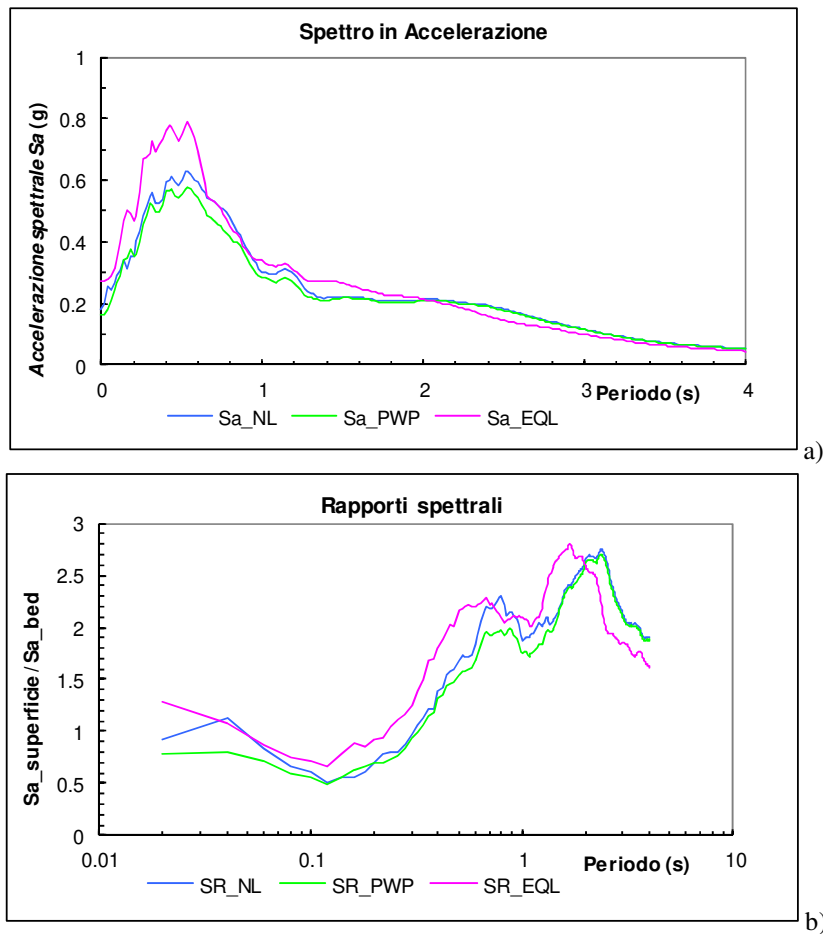 Spettro in Accelerazione
Accelerazione spettrale Sa (g)
1
0.8
0.6
0.4
0.2
0
0 1 2 3 4
Periodo (s)
Sa_NL Sa_PWP Sa_EQL
a)
Rapporti spettrali
Sa_superficie / Sa_bed
3
2.5
2
1.5
1
0.5
0
0.01 0.1 1 10
Periodo (s)
SR_NL SR_PWP SR_EQL
b)